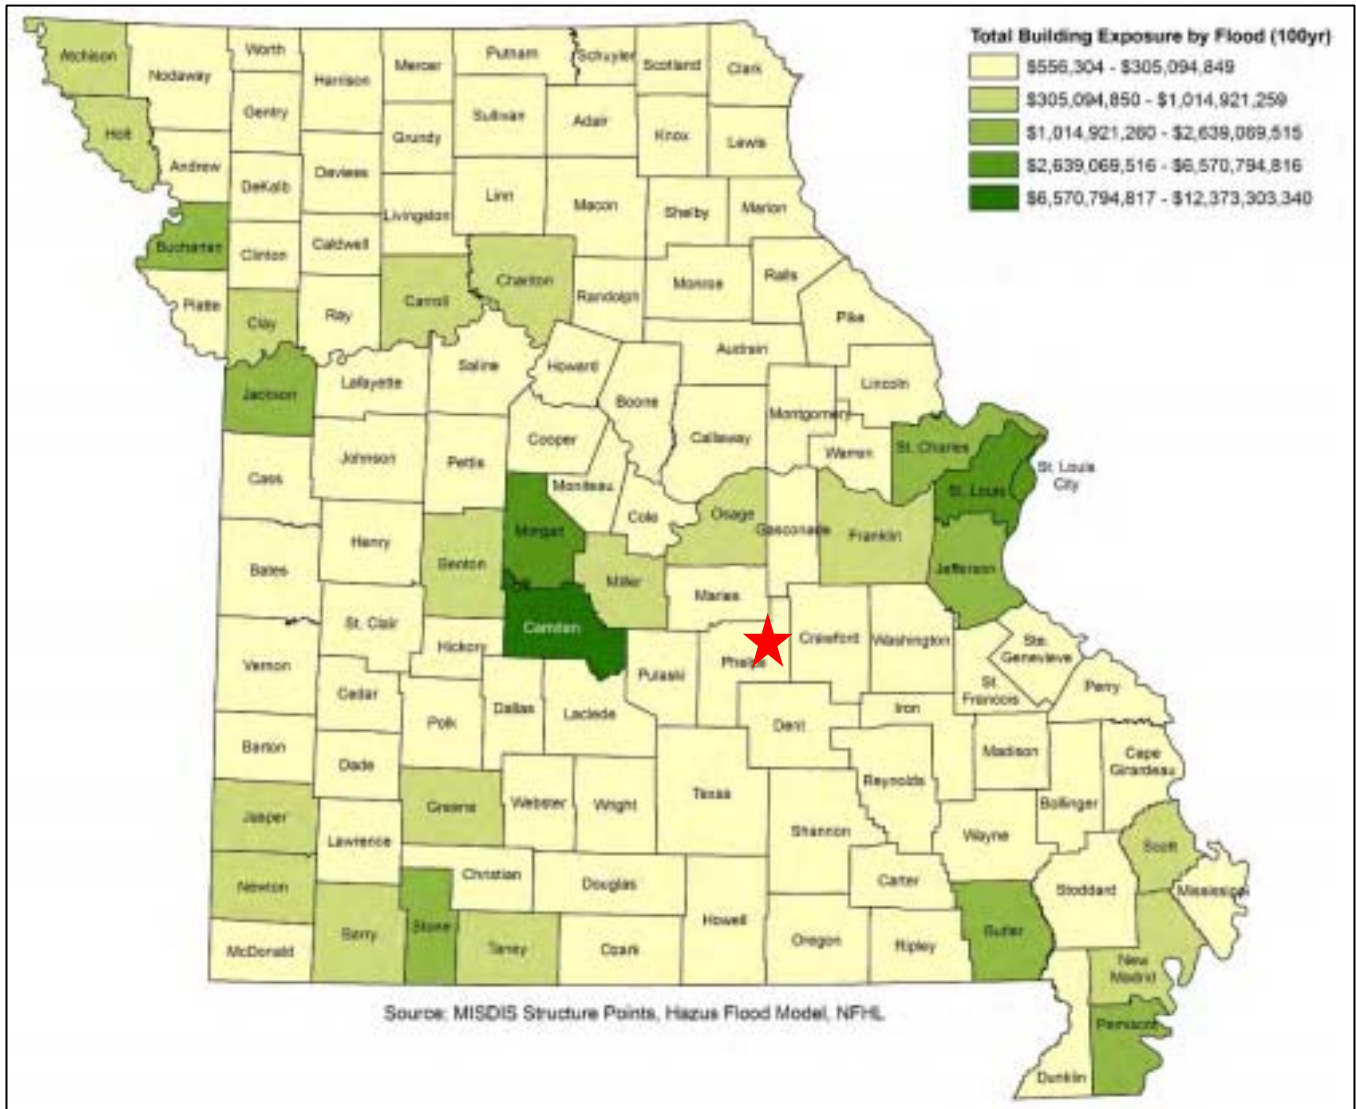 Total Building Exposure by Flood (100yr)
$556,304 - $305,094,849
$305,094,850 - $1,014,921,259
$1,014,921,260 - $2,639,069,515
$2,639,069,516 - $6,570,794,816
$6,570,794,817 - $12,373,303,340
Atchison
Nodaway
Worth
Harrison
Mercer
Putnam
Schuyler
Scotland
Clark
Gentry
Sullivan
Adair
Knox
Lewis
Holt
Andrew
DeKalb
Daviess
Grundy
Linn
Macon
Shelby
Marion
Livingston
Buchanan
Clinton
Caldwell
Chariton
Randolph
Monroe
Ralls
Platte
Clay
Ray
Carroll
Pike
Audrain
Saline
Howard
Boone
Jackson
Lafayette
Lincoln
Montgomery
Callaway
Cooper
Warren
St. Charles
St. Louis
City
St. Louis
Cass
Johnson
Pettis
Moniteau
Cole
Osage
Gasconade
Franklin
Morgan
Henry
Bates
Benton
Miller
Jefferson
Maries
Camden
St. Clair
Hickory
Crawford
Washington
Ste.
Genevieve
Vernon
Pulaski
Phelps
St.
Francois
Perry
Cedar
Polk
Dallas
Laclede
Dent
Iron
Barton
Dade
Madison
Cape
Girardeau
Reynolds
Bollinger
Texas
Jasper
Greene
Webster
Wright
Shannon
Wayne
Lawrence
Scott
Newton
Christian
Douglas
Carter
Stoddard
Mississippi
Barry
Stone
Taney
Ozark
Howell
Oregon
Ripley
Butler
McDonald
New
Madrid
Pemiscot
Dunklin
Source: MISDIS Structure Points, Hazus Flood Model, NFHL